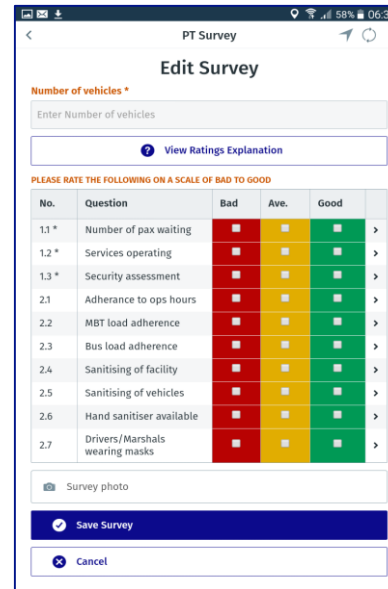 58% 06:3
PT Survey
Edit Survey
Number of vehicles *
Enter Number of vehicles
View Ratings Explanation
PLEASE RATE THE FOLLOWING ON A SCALE OF BAD TO GOOD
No. Question Bad Ave. Good
1.1 * Number of pax waiting
1.2 * Services operating
1.3 * Security assessment
2.1 Adherance to ops hours
2.2 MBT load adherence
2.3 Bus load adherence
2.4 Sanitising of facility
2.5 Sanitising of vehicles
2.6 Hand sanitiser available
2.7 Drivers/Marshals
wearing masks
Survey photo
Save Survey
Cancel